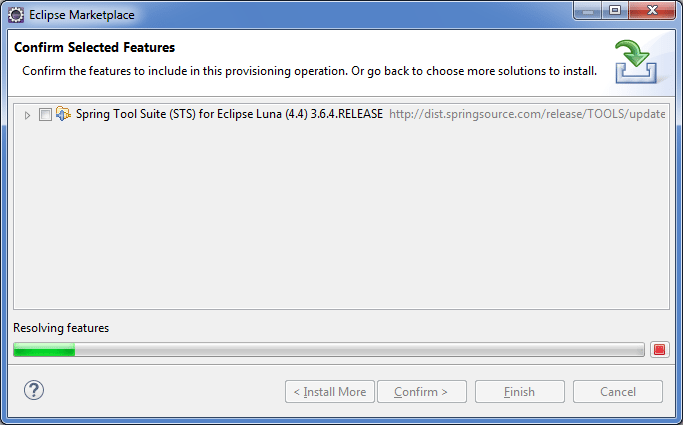 Eclipse Marketplace
Confirm Selected Features
Confirm the features to include in this provisioning operation. Or go back to choose more solutions to install.
Spring Tool Suite (STS) for Eclipse Luna (4.4) 3.6.4.RELEASE http://dist.springsource.com/release/TOOLS/update
Resolving features
< Install More Confirm > Finish Cancel